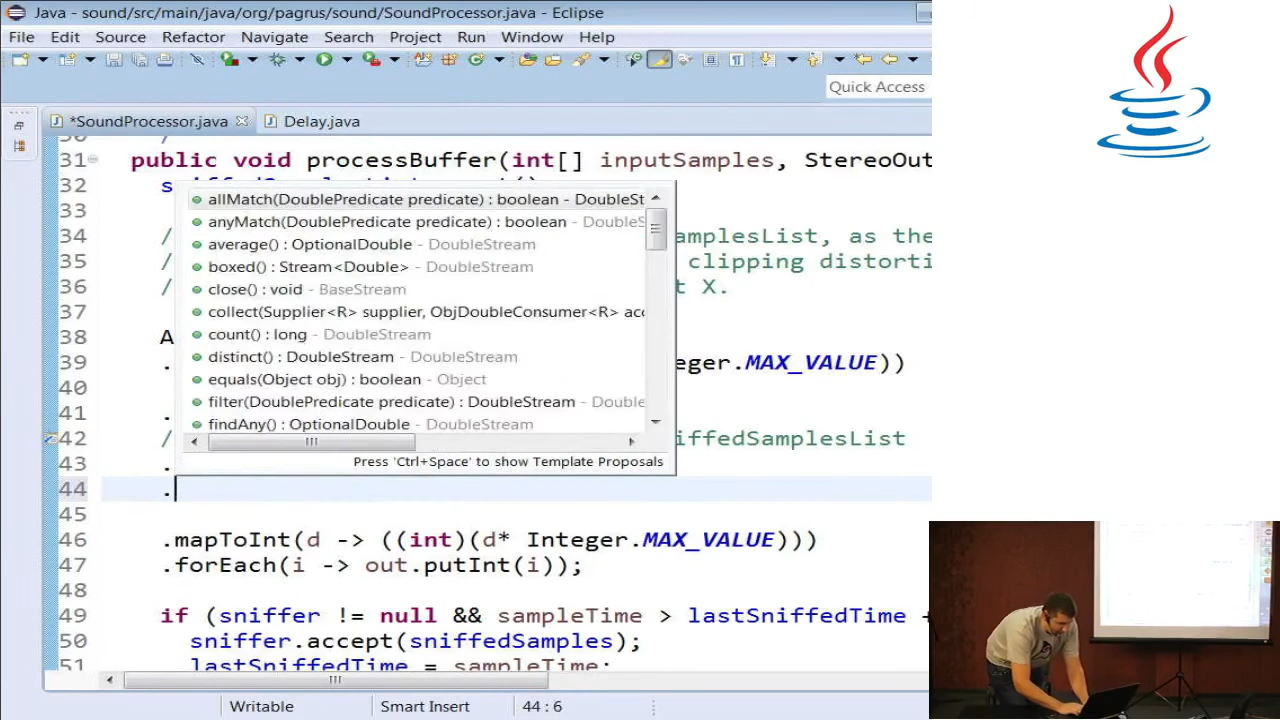 Java - sound/src/main/java/org/pagrus/sound/SoundProcessor.java - Eclipse
File Edit Source Refactor Navigate Search Project Run Window Help
Quick Access
*SoundProcessor.java Delay.java
31 public void processBuffer(int[] inputSamples, StereoOut
32 s
33
34 / amplesList, as the
35 / clipping distorti
36 / t X.
37
38 A
39 . eger.MAX_VALUE))
40
41 .
42 / iffedSamplesList
43 .
44 .
45
46 .mapToInt(d -> ((int)(d* Integer.MAX_VALUE)))
47 .forEach(i -> out.putInt(i));
48
49 if (sniffer != null && sampleTime > lastSniffedTime +
50 sniffer.accept(sniffedSamples);
51 lastSniffedTime = sampleTime;
allMatch(DoublePredicate predicate) : boolean - DoubleSt
anyMatch(DoublePredicate predicate) : boolean - DoubleS
average() : OptionalDouble - DoubleStream
boxed() : Stream<Double> - DoubleStream
close() : void - BaseStream
collect(Supplier<R> supplier, ObjDoubleConsumer<R> acc
count() : long - DoubleStream
distinct() : DoubleStream - DoubleStream
equals(Object obj) : boolean - Object
filter(DoublePredicate predicate) : DoubleStream - Double
findAny() : OptionalDouble - DoubleStream
Press 'Ctrl+Space' to show Template Proposals
Writable Smart Insert 44 : 6